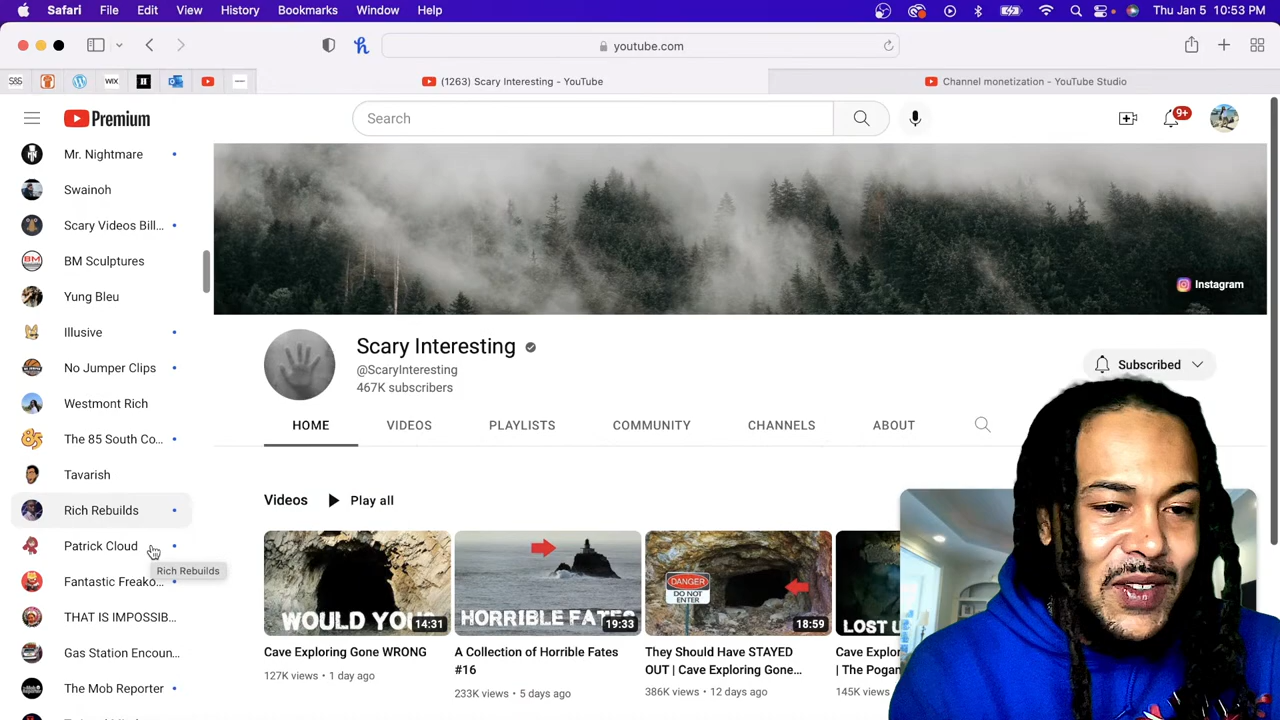 Safari File Edit View History Bookmarks Window Help Thu Jan 5 10:53 PM
youtube.com
S&S WIX (1263) Scary Interesting - YouTube Channel monetization - YouTube Studio
Premium Search 9+
Mr. Nightmare
Swainoh
Scary Videos Bill...
BM Sculptures
Yung Bleu
Illusive
No Jumper Clips
Westmont Rich
The 85 South Co...
Tavarish
Rich Rebuilds
Patrick Cloud
Rich Rebuilds
Fantastic Freako...
THAT IS IMPOSSIB...
Gas Station Encoun...
The Mob Reporter
Instagram
Scary Interesting
@ScaryInteresting
467K subscribers
Subscribed
HOME VIDEOS PLAYLISTS COMMUNITY CHANNELS ABOUT
Videos Play all
WOULD YOU
14:31
Cave Exploring Gone WRONG
127K views • 1 day ago
HORRIBLE FATES
19:33
A Collection of Horrible Fates
#16
233K views • 5 days ago
DANGER
DO NOT
ENTER
18:59
They Should Have STAYED
OUT | Cave Exploring Gone...
386K views • 12 days ago
LOST U
Cave Explo
| The Pogan
145K views